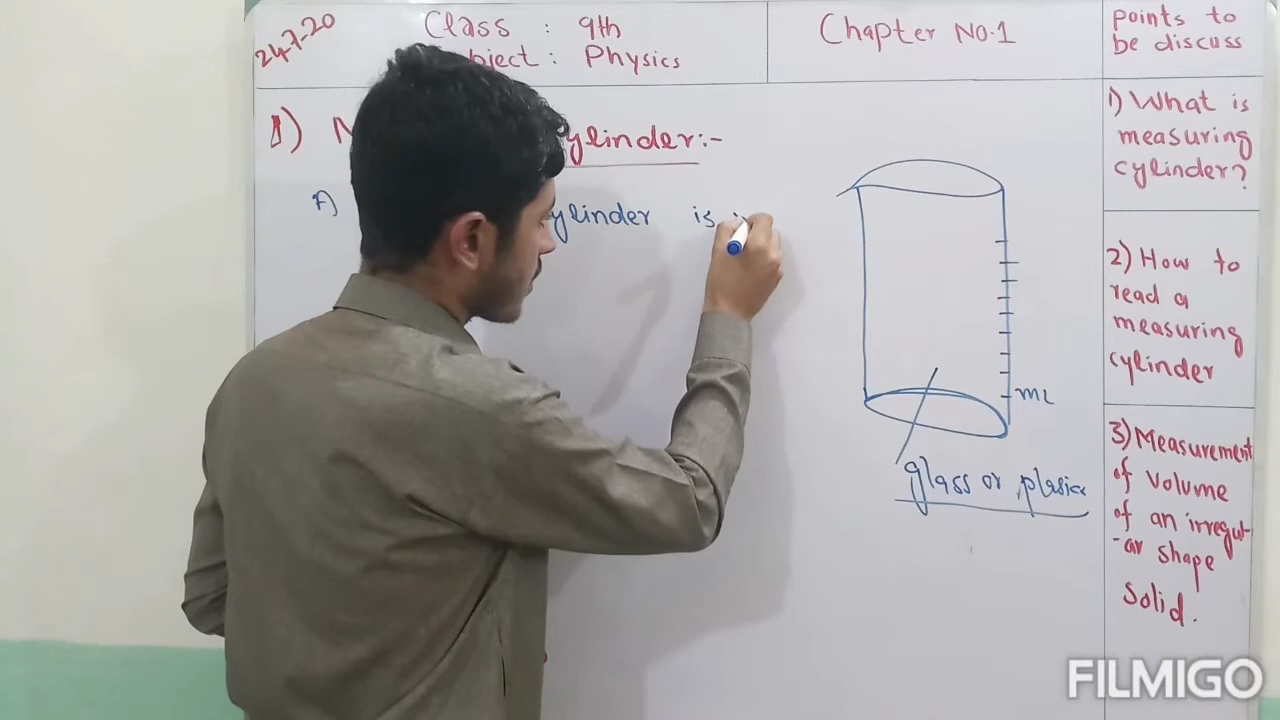 24-7-20
Class : 9th
bject : Physics
Chapter No.1
points to
be discuss
1) What is
measuring
cylinder?
2) How to
read a
measuring
cylinder
3) Measurement
of volume
of an irregul-
-ar shape
solid.
1) ylinder:-
A) ylinder is
mL
glass or
FILMIGO